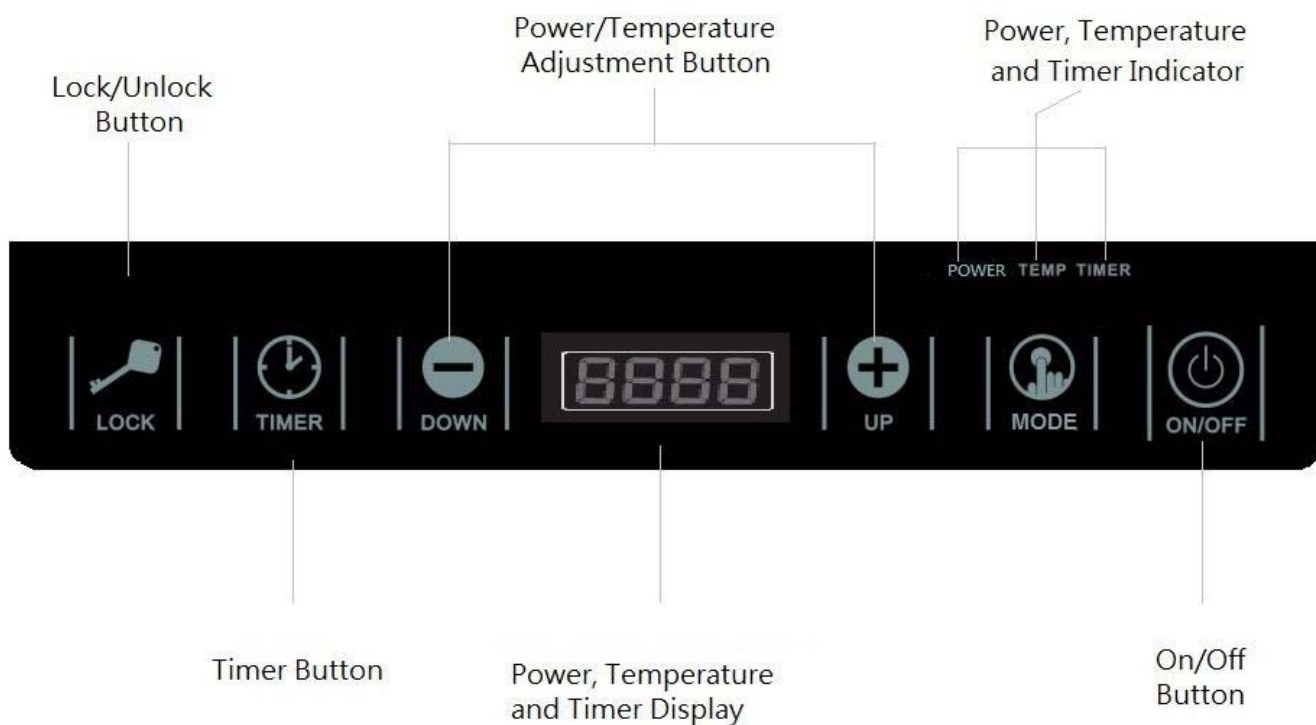 Power/Temperature
Adjustment Button
Power, Temperature
and Timer Indicator
Lock/Unlock
Button
POWER TEMP TIMER
8888
LOCK
TIMER
DOWN
UP
MODE
ON/OFF
Timer Button
Power, Temperature
and Timer Display
On/Off
Button